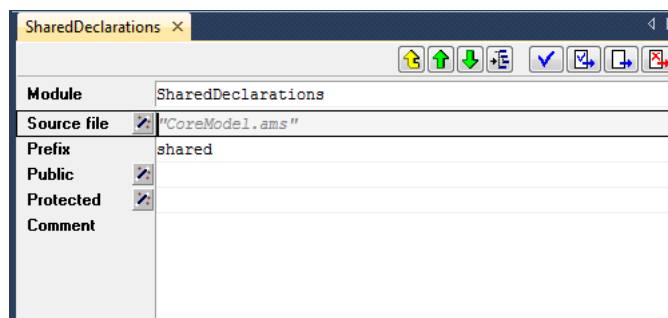 SharedDeclarations
Module SharedDeclarations
Source file "CoreModel.ams"
Prefix shared
Public
Protected
Comment